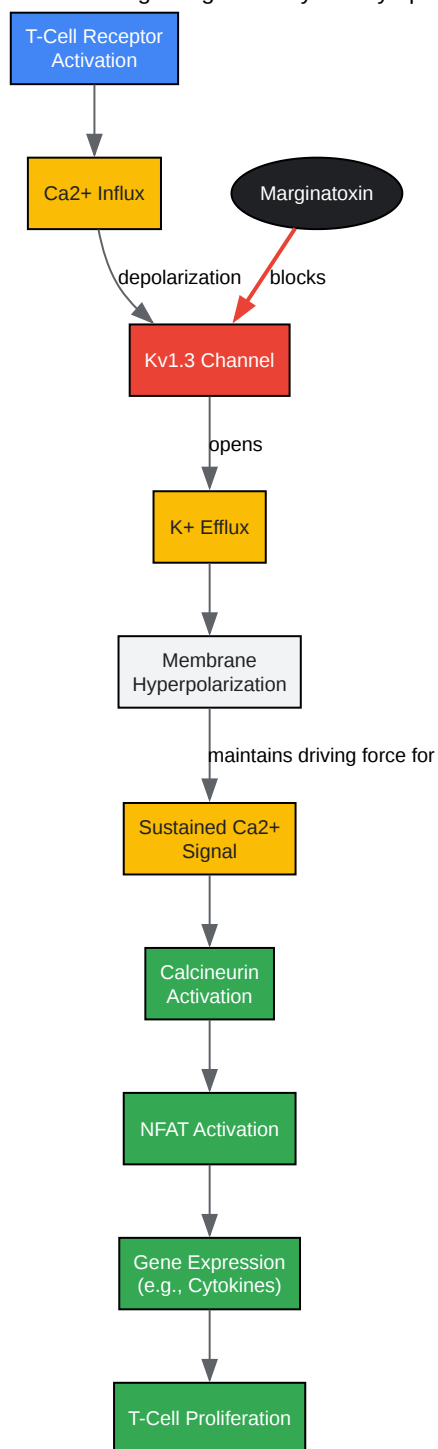 T-Cell Receptor
Activation
Ca2+ Influx
Marginatoxin
depolarization
blocks
Kv1.3 Channel
opens
K+ Efflux
Membrane
Hyperpolarization
maintains driving force for
Sustained Ca2+
Signal
Calcineurin
Activation
NFAT Activation
Gene Expression
(e.g., Cytokines)
T-Cell Proliferation